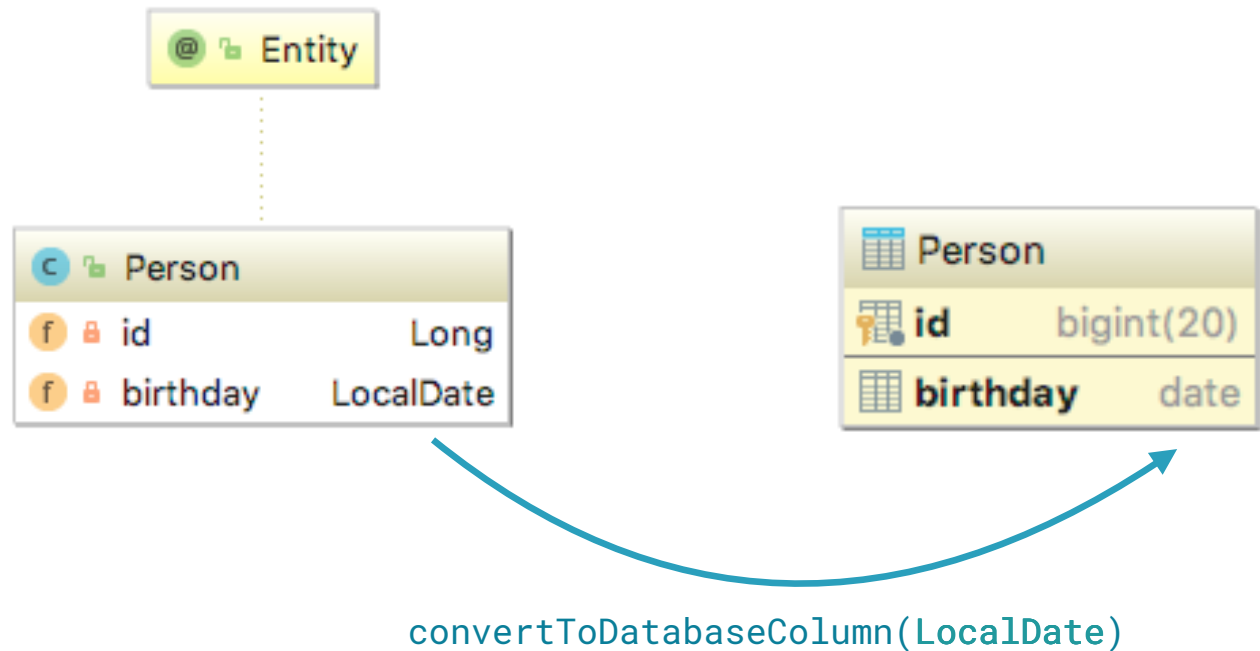 @ Entity
C Person
f id Long
f birthday LocalDate
Person
id bigint(20)
birthday date
convertToDatabaseColumn(LocalDate)